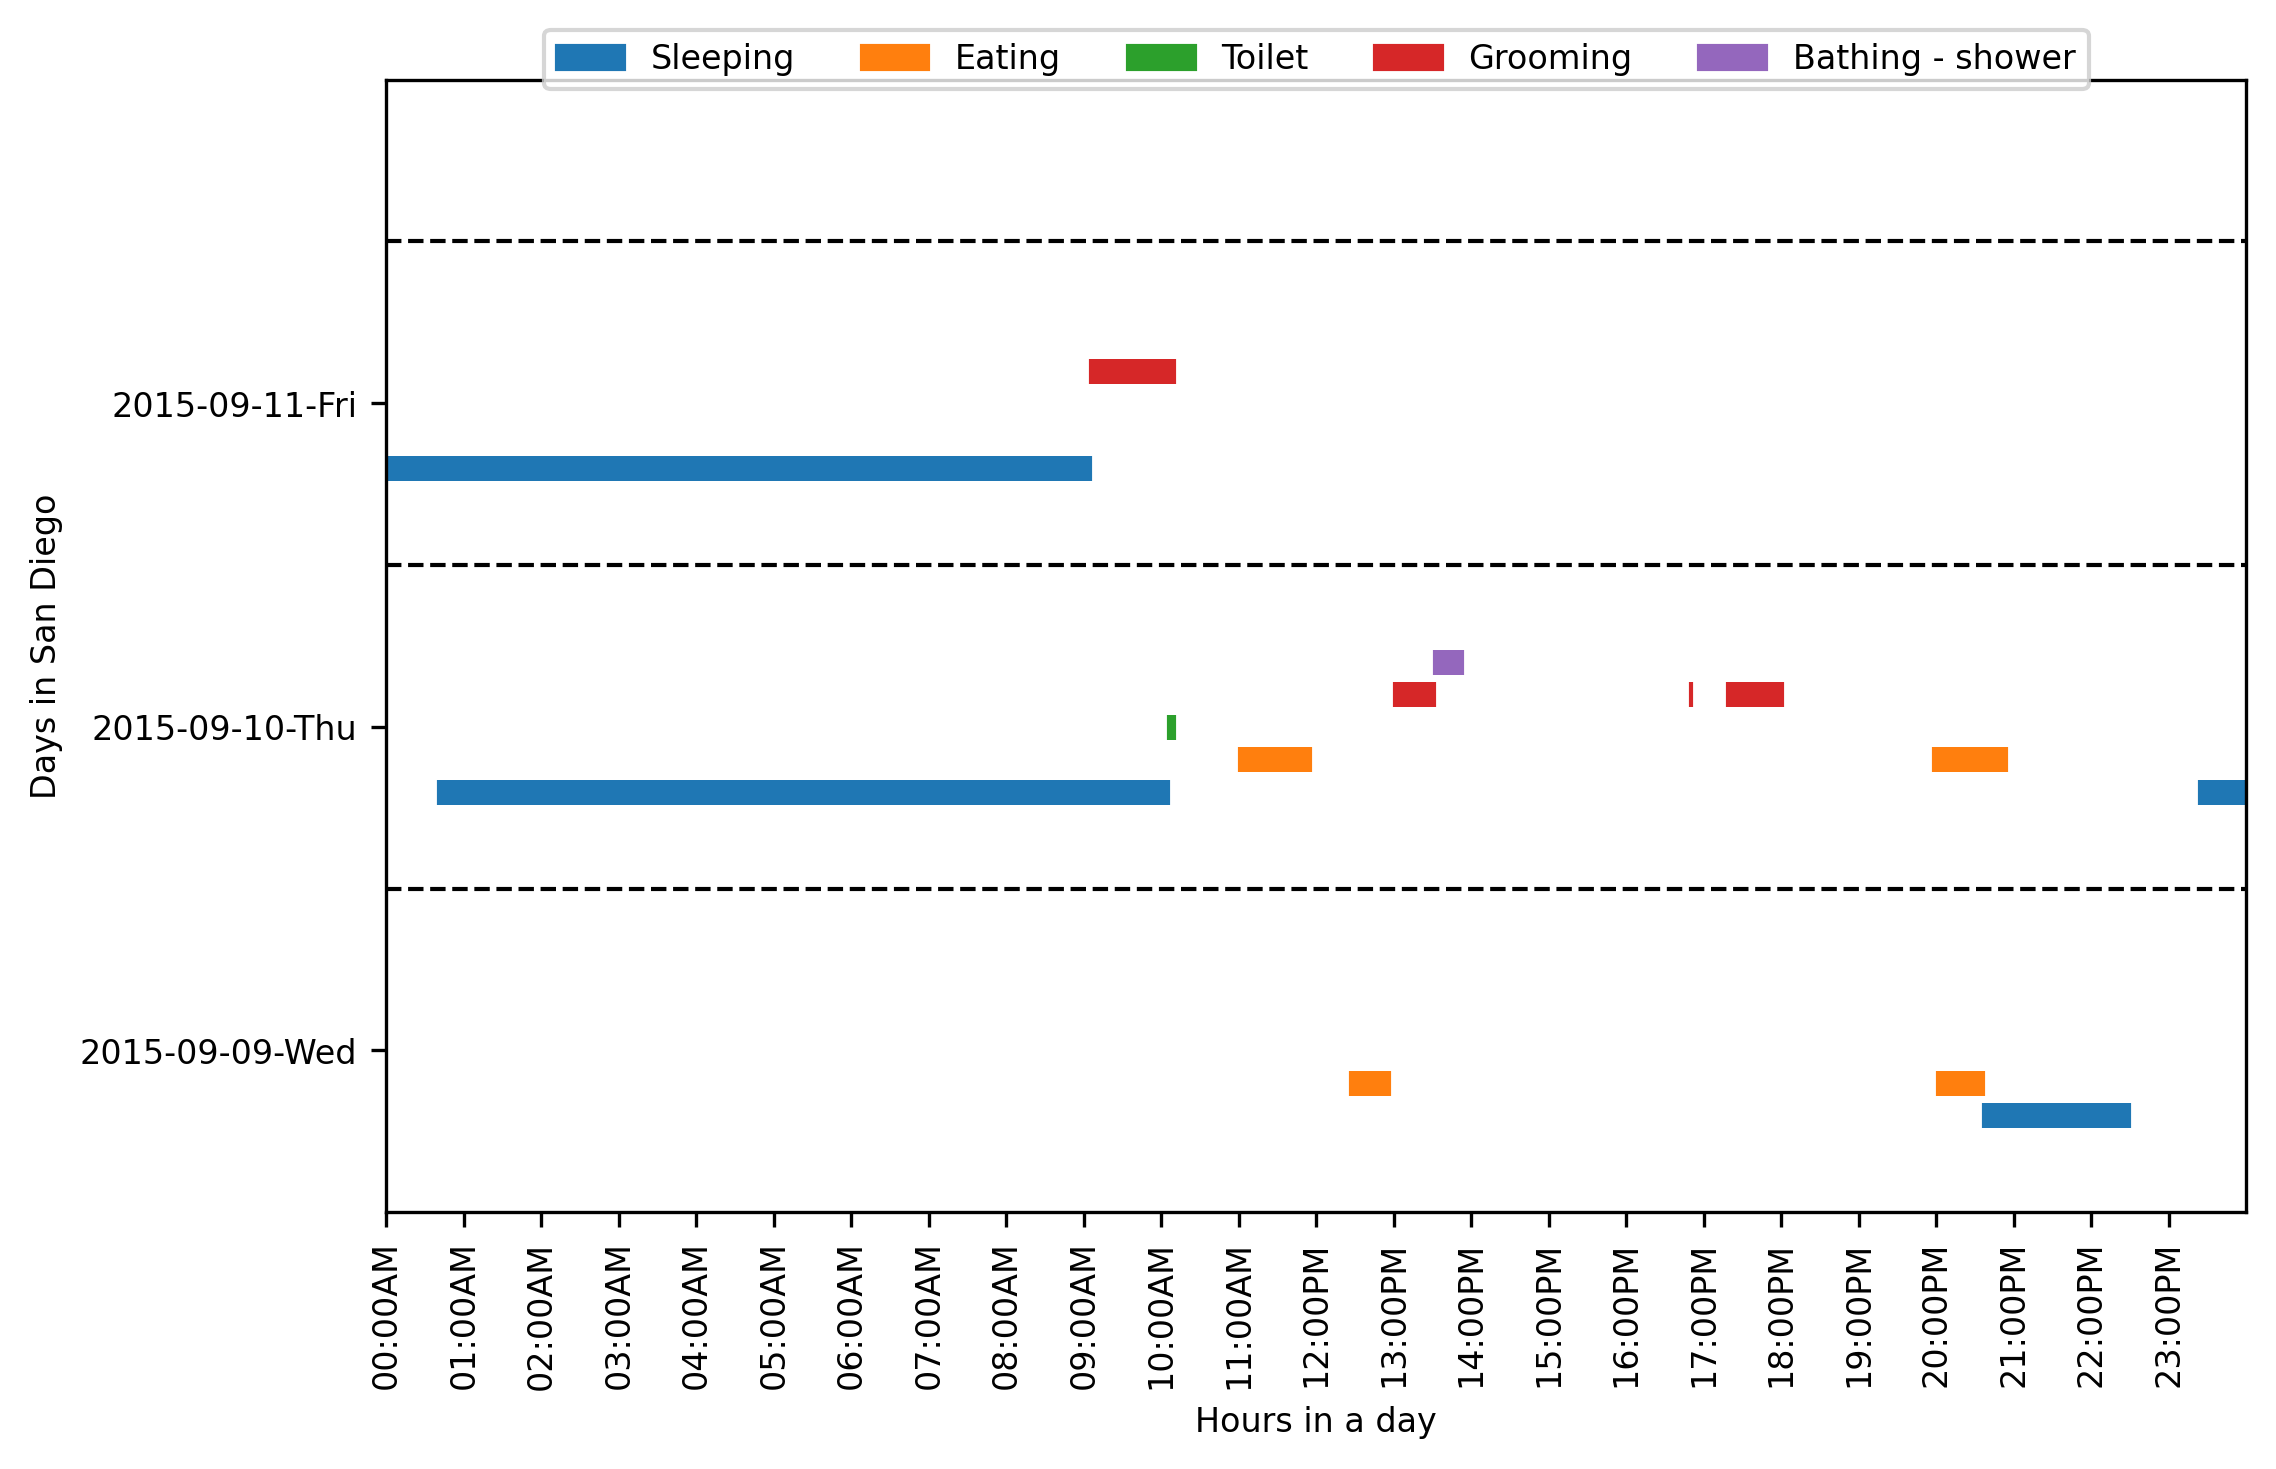 Sleeping Eating Toilet Grooming Bathing - shower
Days in San Diego
2015-09-11-Fri
2015-09-10-Thu
2015-09-09-Wed
00:00AM
01:00AM
02:00AM
03:00AM
04:00AM
05:00AM
06:00AM
07:00AM
08:00AM
09:00AM
10:00AM
11:00AM
12:00PM
13:00PM
14:00PM
15:00PM
16:00PM
17:00PM
18:00PM
19:00PM
20:00PM
21:00PM
22:00PM
23:00PM
Hours in a day